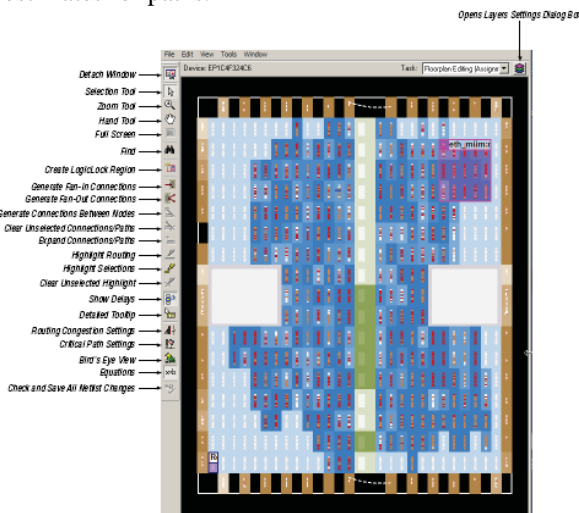 Opens Layers Settings Dialog Box
File Edit View Tools Window
Device: EP1C4F324C6
Task: Floorplan Editing (Assignm
Detach Window
Selection Tool
Zoom Tool
Hand Tool
Full Screen
Find
eth_miim:r
Create LogicLock Region
Generate Fan-In Connections
Generate Fan-Out Connections
Generate Connections Between Nodes
Clear Unselected Connections/Paths
Expand Connections/Paths
Highlight Routing
Highlight Selections
Clear Unselected Highlight
Show Delays
Detailed Tooltip
Routing Congestion Settings
Critical Path Settings
Bird's Eye View
Equations
Check and Save All Netlist Changes